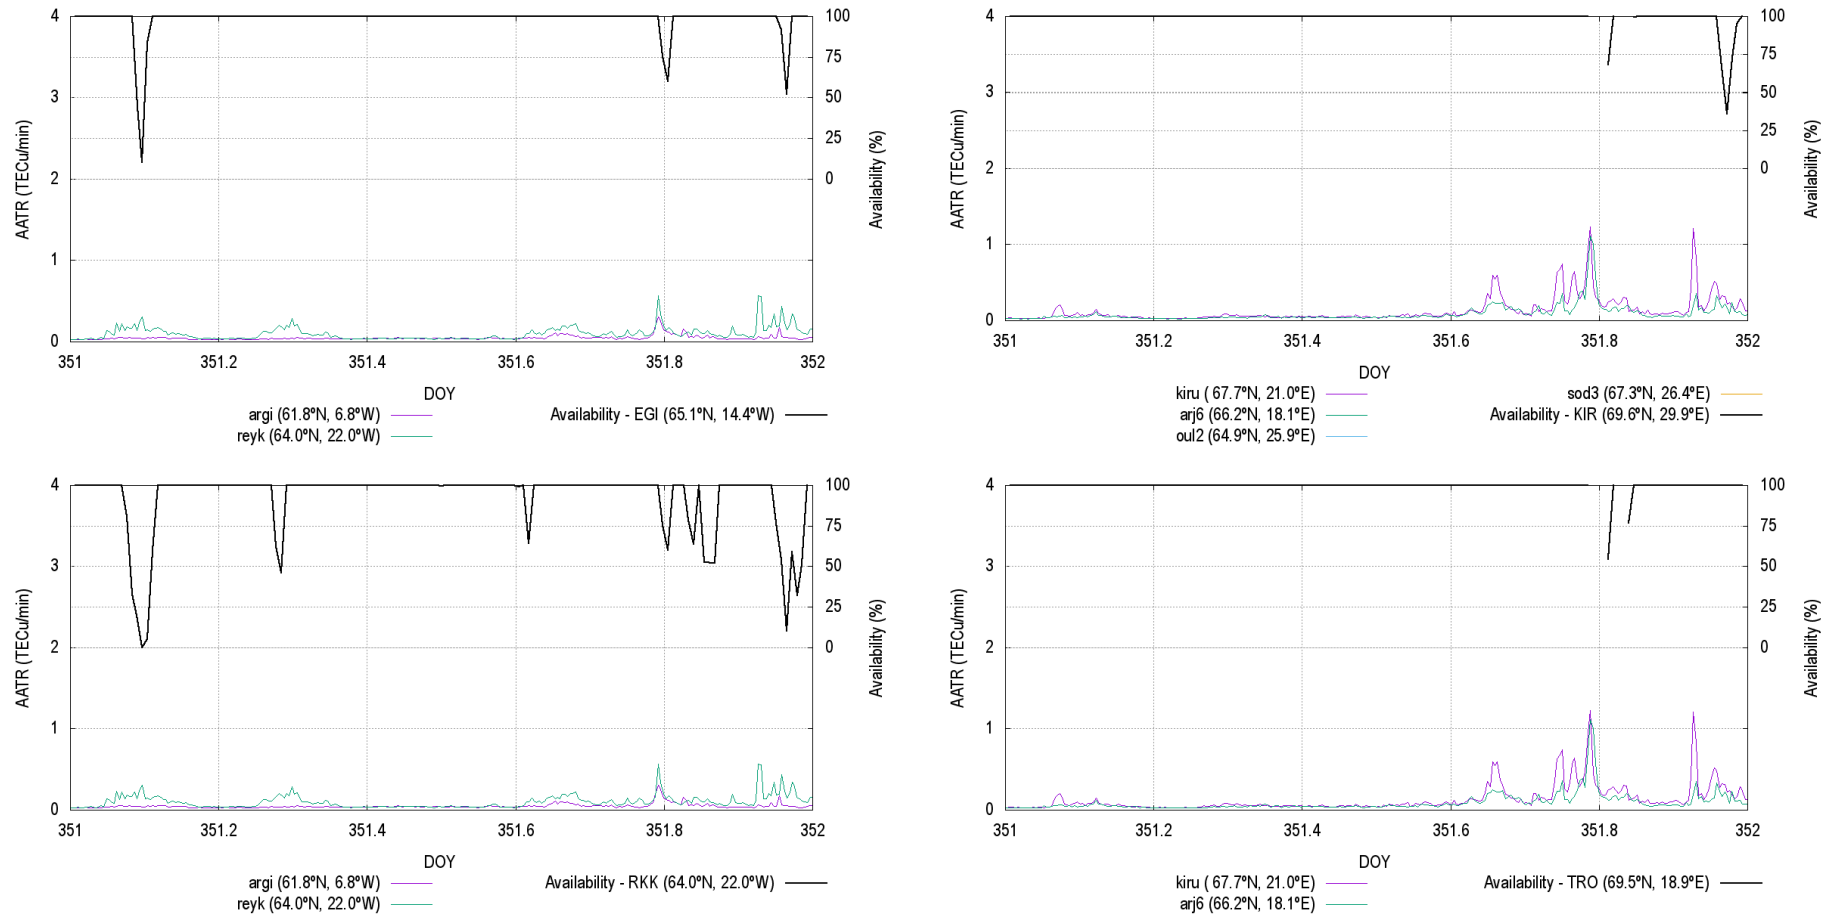 4
3
2
1
0
100
75
50
25
0
AATR (TECu/min)
Availability (%)
351
351.2
351.4
351.6
351.8
352
DOY
argi (61.8ºN, 6.8ºW)
reyk (64.0ºN, 22.0ºW)
Availability - EGI (65.1ºN, 14.4ºW)
4
3
2
1
0
100
75
50
25
0
AATR (TECu/min)
Availability (%)
351
351.2
351.4
351.6
351.8
352
DOY
kiru ( 67.7ºN, 21.0ºE)
arj6 (66.2ºN, 18.1ºE)
oul2 (64.9ºN, 25.9ºE)
sod3 (67.3ºN, 26.4ºE)
Availability - KIR (69.6ºN, 29.9ºE)
4
3
2
1
0
100
75
50
25
0
AATR (TECu/min)
Availability (%)
351
351.2
351.4
351.6
351.8
352
DOY
argi (61.8ºN, 6.8ºW)
reyk (64.0ºN, 22.0ºW)
Availability - RKK (64.0ºN, 22.0ºW)
4
3
2
1
0
100
75
50
25
0
AATR (TECu/min)
Availability (%)
351
351.2
351.4
351.6
351.8
352
DOY
kiru ( 67.7ºN, 21.0ºE)
arj6 (66.2ºN, 18.1ºE)
Availability - TRO (69.5ºN, 18.9ºE)